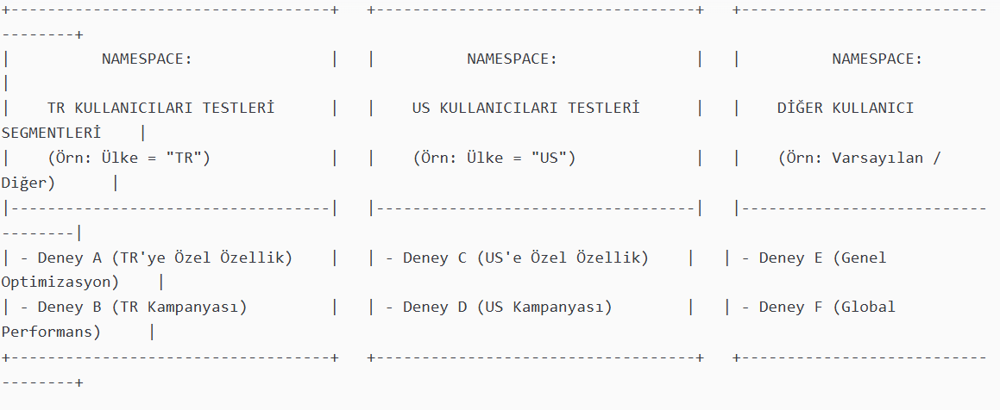 +-----------------------------------+   +-----------------------------------+   +---------------------------
--------+
|          NAMESPACE:               |   |          NAMESPACE:               |   |          NAMESPACE:
|
|    TR KULLANICILARI TESTLERİ      |   |    US KULLANICILARI TESTLERİ      |   |    DİĞER KULLANICI
SEGMENTLERİ    |
|    (Örn: Ülke = "TR")             |   |    (Örn: Ülke = "US")             |   |    (Örn: Varsayılan /
Diğer)      |
|-----------------------------------|   |-----------------------------------|   |---------------------------
--------|
| - Deney A (TR'ye Özel Özellik)    |   | - Deney C (US'e Özel Özellik)    |   | - Deney E (Genel
Optimizasyon)    |
| - Deney B (TR Kampanyası)         |   | - Deney D (US Kampanyası)        |   | - Deney F (Global
Performans)     |
+-----------------------------------+   +-----------------------------------+   +---------------------------
--------+